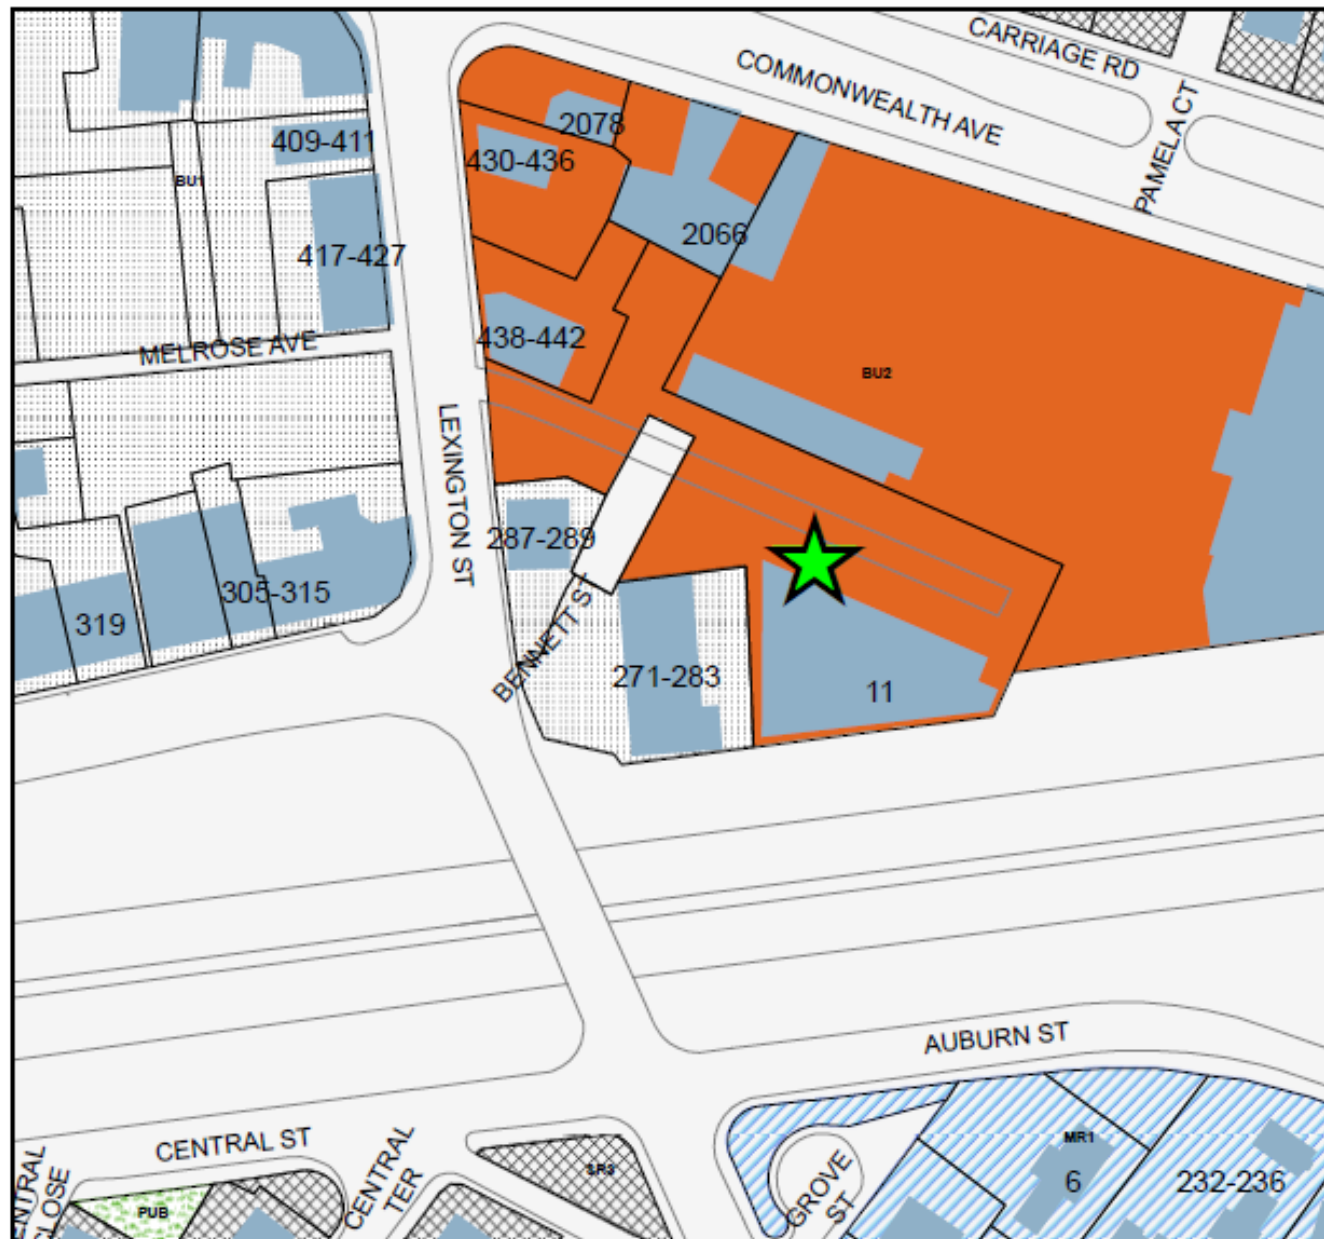 CARRIAGE RD
COMMONWEALTH AVE
PAMELA CT
2078
409-411
430-436
BU1
2066
417-427
438-442
MELROSE AVE
BU2
LEXINGTON ST
287-289
305-315
319
BENNETT ST
271-283
11
AUBURN ST
CENTRAL ST
CENTRAL
TER
CLOSE
SR3
PUB
GROVE
ST
MR1
6
232-236